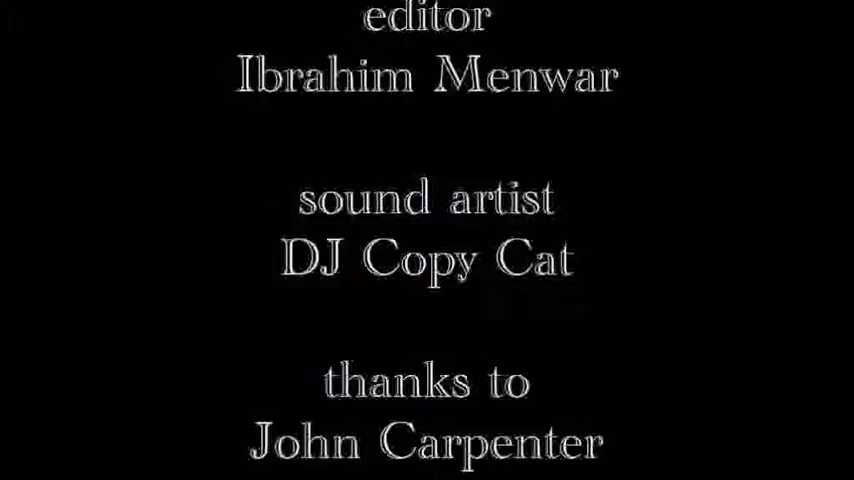 editor
Ibrahim Menwar
sound artist
DJ Copy Cat
thanks to
John Carpenter